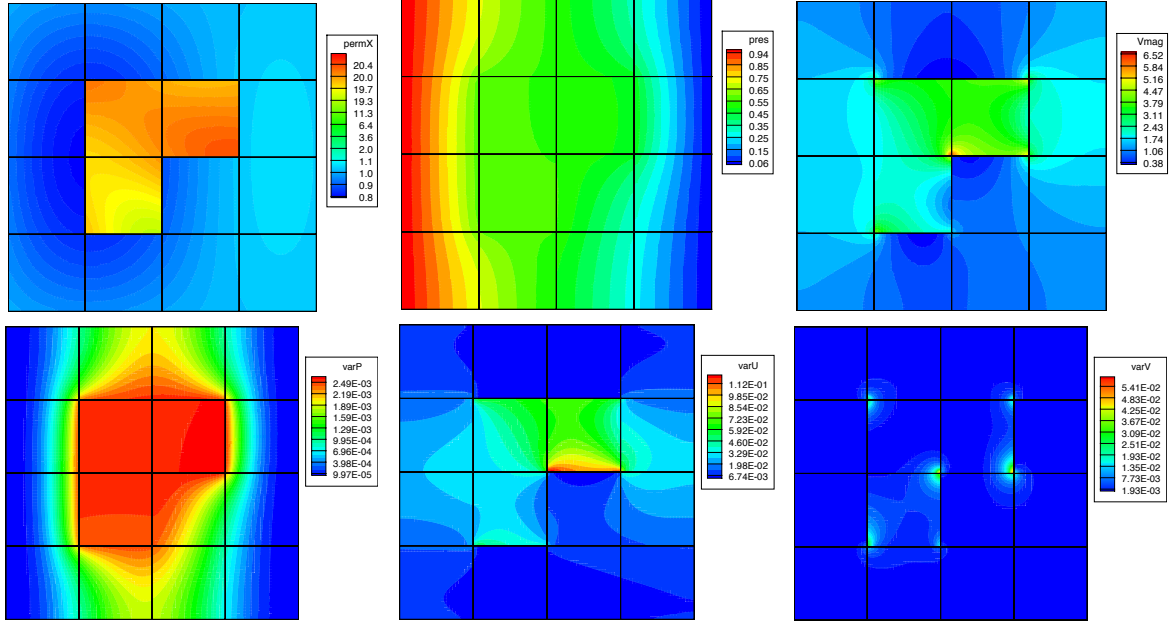 permX
20.4
20.0
19.7
19.3
11.3
6.4
3.6
2.0
1.1
1.0
0.9
0.8
pres
0.94
0.85
0.75
0.65
0.55
0.45
0.35
0.25
0.15
0.06
Vmag
6.52
5.84
5.16
4.47
3.79
3.11
2.43
1.74
1.06
0.38
varP
2.49E-03
2.19E-03
1.89E-03
1.59E-03
1.29E-03
9.95E-04
6.96E-04
3.98E-04
9.97E-05
varU
1.12E-01
9.85E-02
8.54E-02
7.23E-02
5.92E-02
4.60E-02
3.29E-02
1.98E-02
6.74E-03
varV
5.41E-02
4.83E-02
4.25E-02
3.67E-02
3.09E-02
2.51E-02
1.93E-02
1.35E-02
7.73E-03
1.93E-03